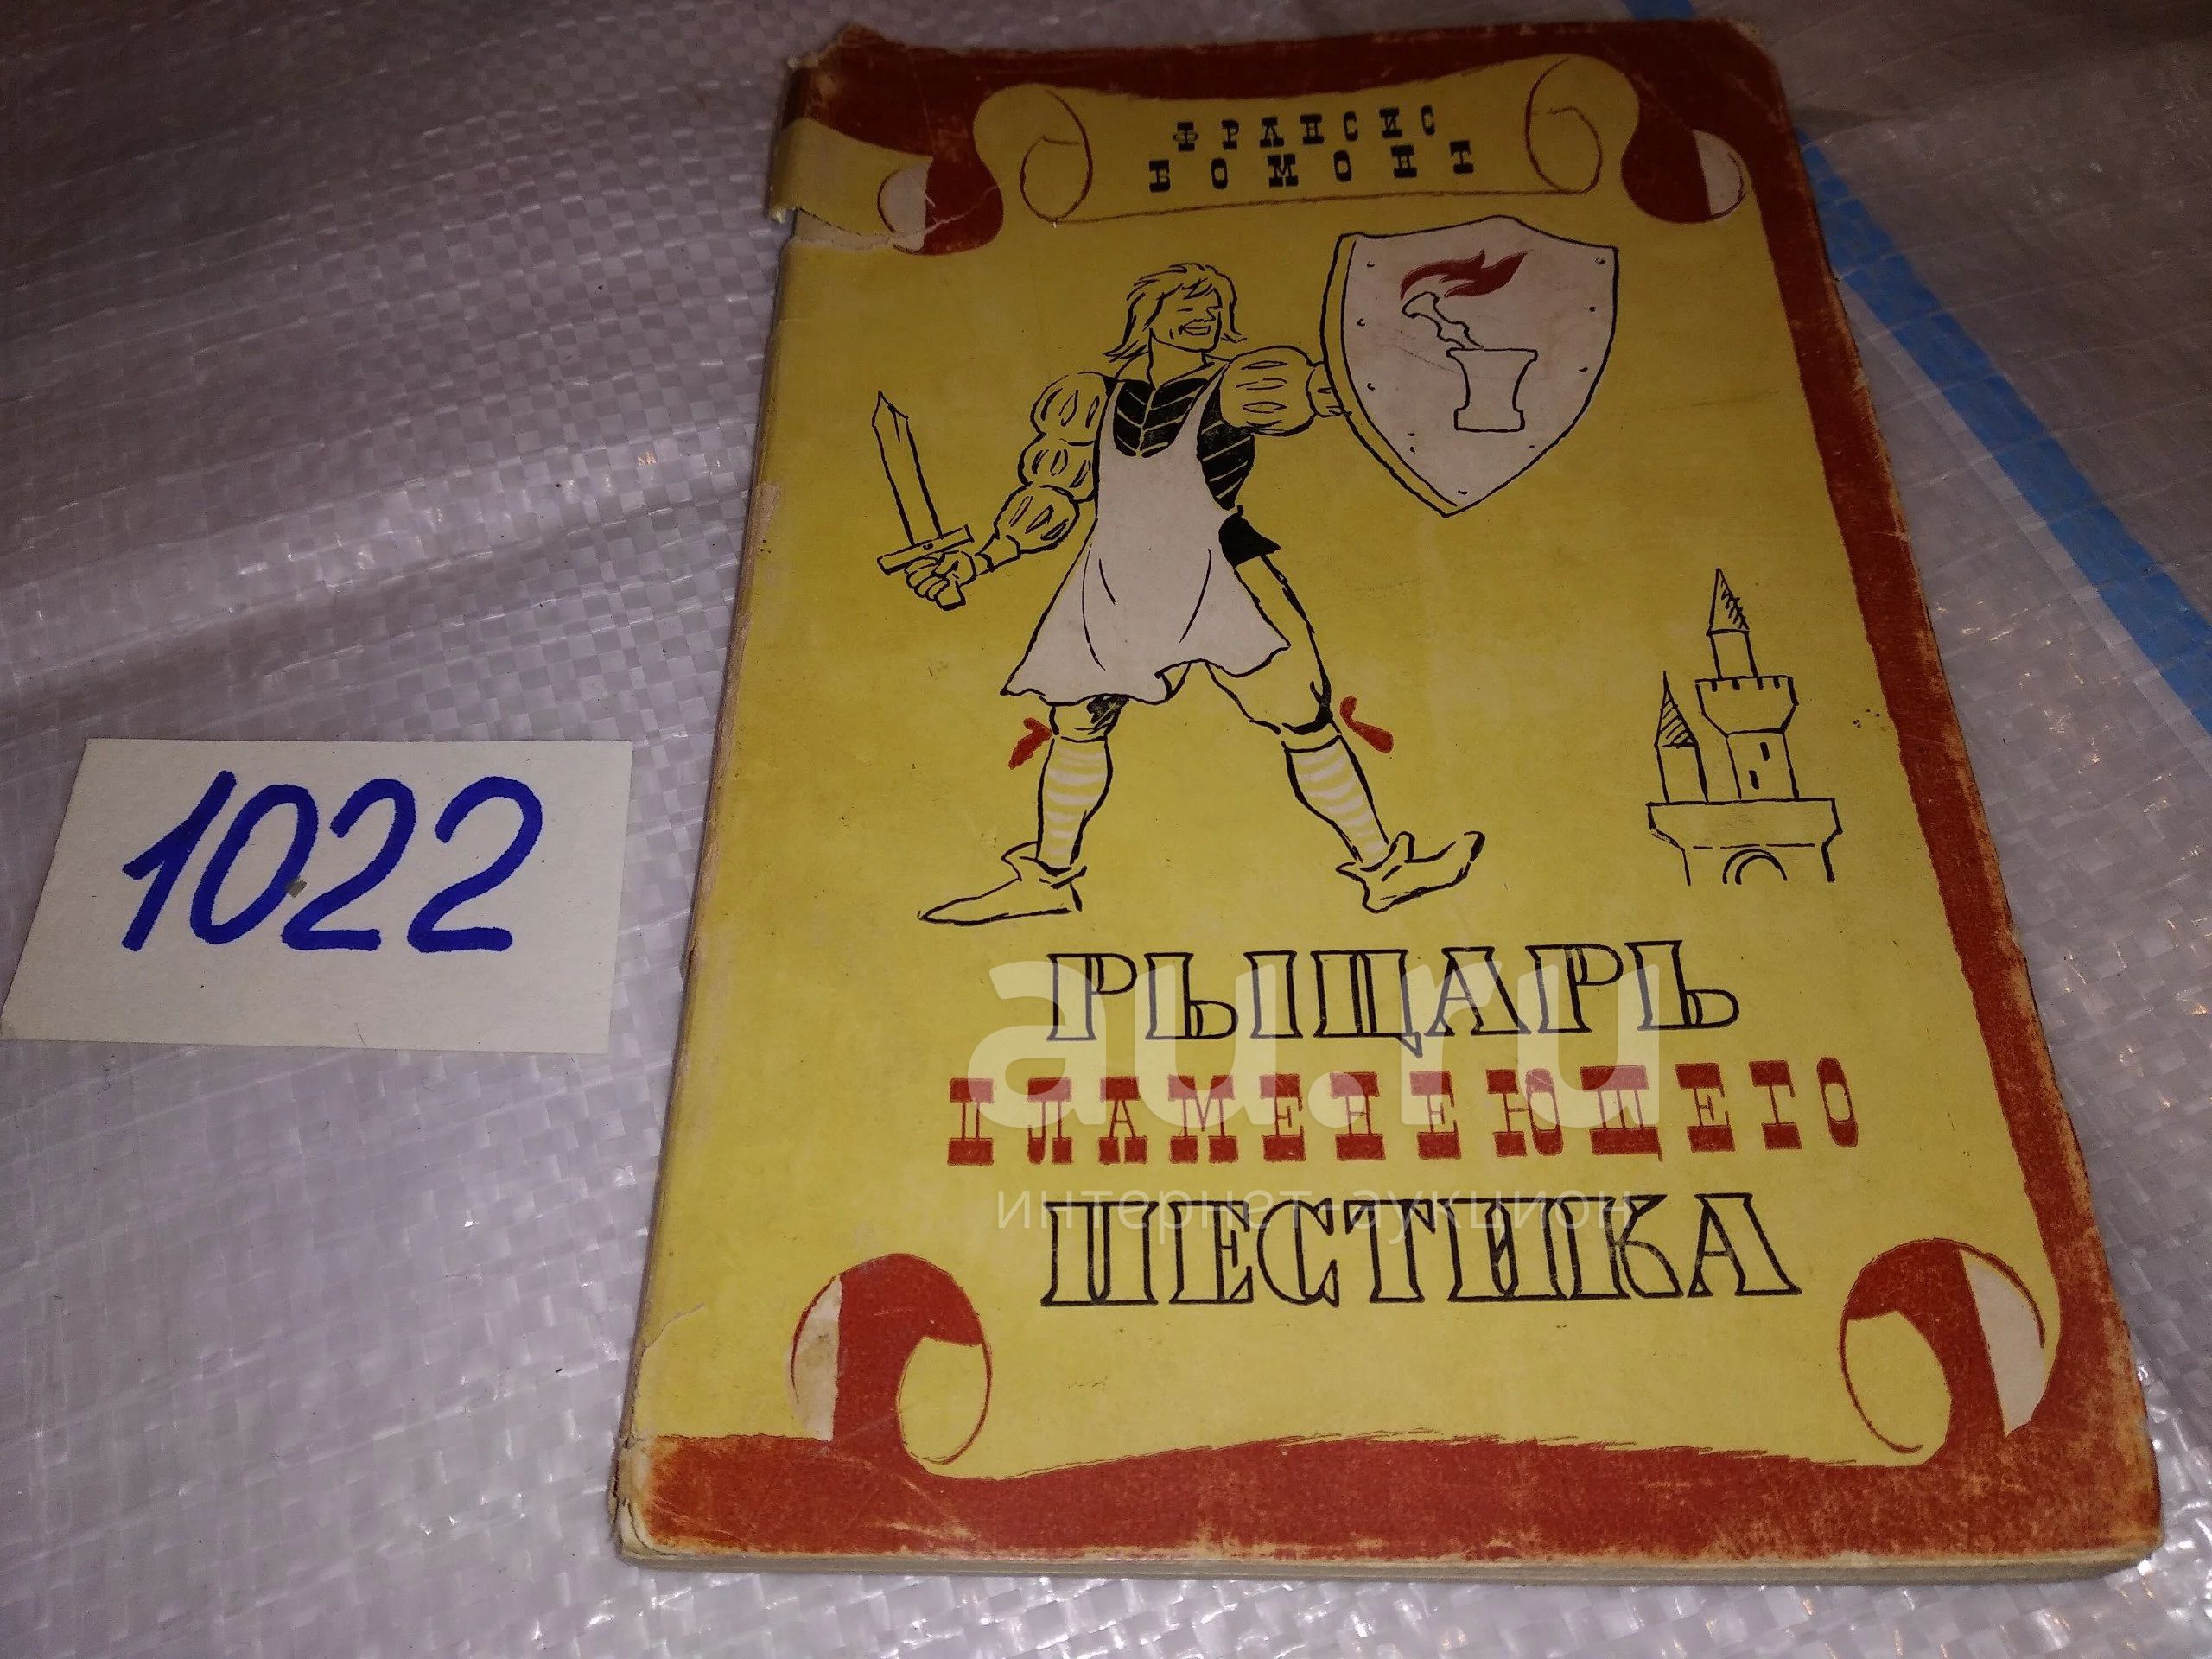 ФРАНСИС
БОМОНТ
1022
РЫЦАРЬ
ПЛАМЕНЕЮЩЕГО
ПЕСТИКА
au.ru
интернет-аукцион